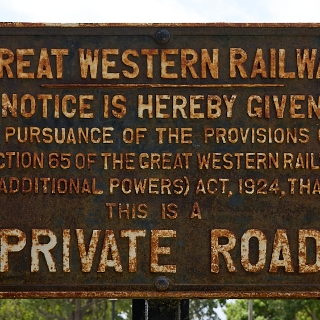 REAT WESTERN RAILWA
NOTICE IS HEREBY GIVEN
PURSUANCE OF THE PROVISIONS
CTION 65 OF THE GREAT WESTERN RAIL
ADDITIONAL POWERS) ACT, 1924, THA
THIS IS A
PRIVATE ROAD